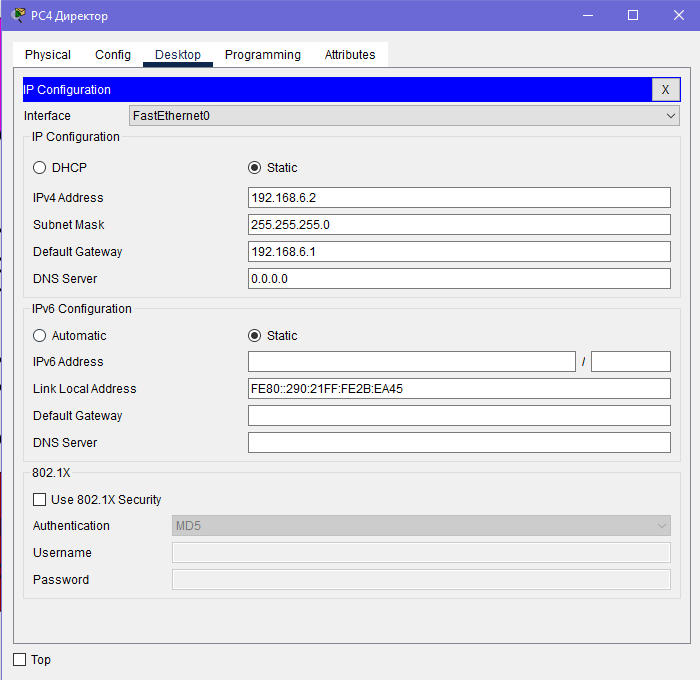 PC4 Директор
Physical Config Desktop Programming Attributes
IP Configuration X
Interface FastEthernet0
IP Configuration
DHCP Static
IPv4 Address 192.168.6.2
Subnet Mask 255.255.255.0
Default Gateway 192.168.6.1
DNS Server 0.0.0.0
IPv6 Configuration
Automatic Static
IPv6 Address /
Link Local Address FE80::290:21FF:FE2B:EA45
Default Gateway
DNS Server
802.1X
Use 802.1X Security
Authentication MD5
Username
Password
Top